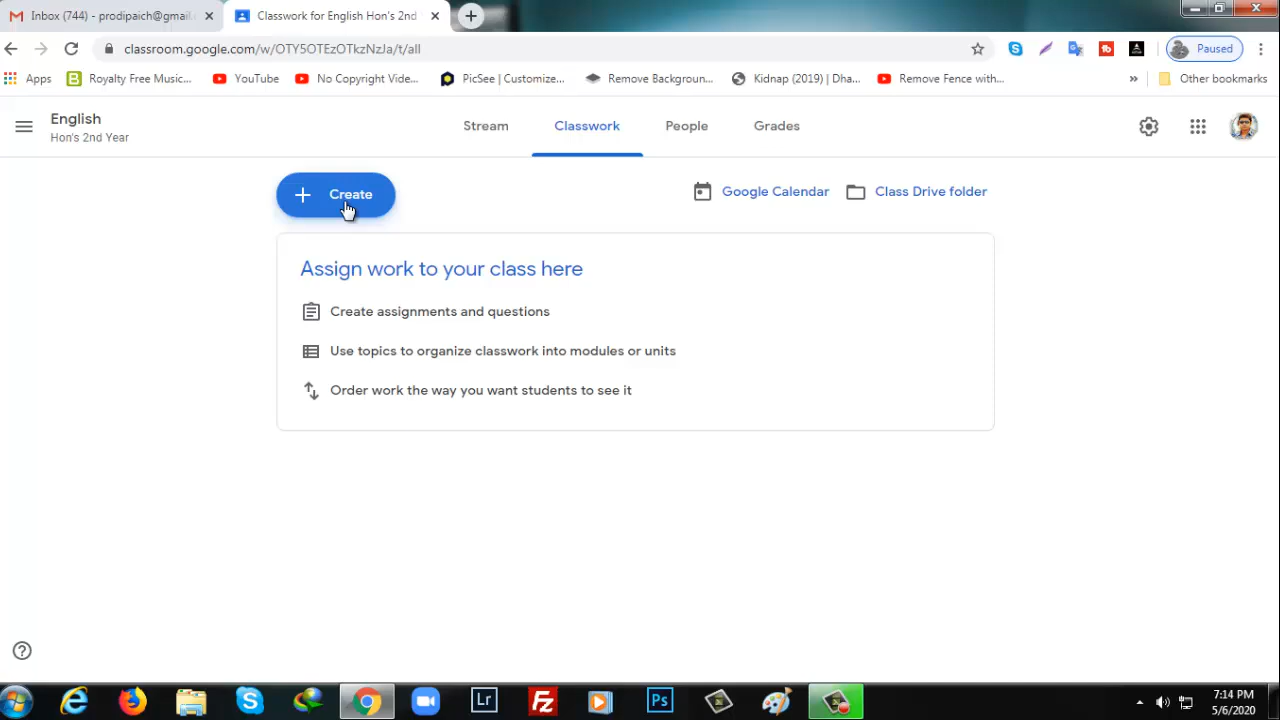 Inbox (744) - prodipaich@gmail.
Classwork for English Hon's 2nd
classroom.google.com/w/OTY5OTEzOTkzNzJa/t/all
Paused
Apps
Royalty Free Music...
YouTube
No Copyright Vide...
PicSee | Customize...
Remove Backgroun...
Kidnap (2019) | Dha...
Remove Fence with...
»
Other bookmarks
English
Hon's 2nd Year
Stream
Classwork
People
Grades
+ Create
Google Calendar
Class Drive folder
Assign work to your class here
Create assignments and questions
Use topics to organize classwork into modules or units
Order work the way you want students to see it
Lr
Ps
7:14 PM
5/6/2020